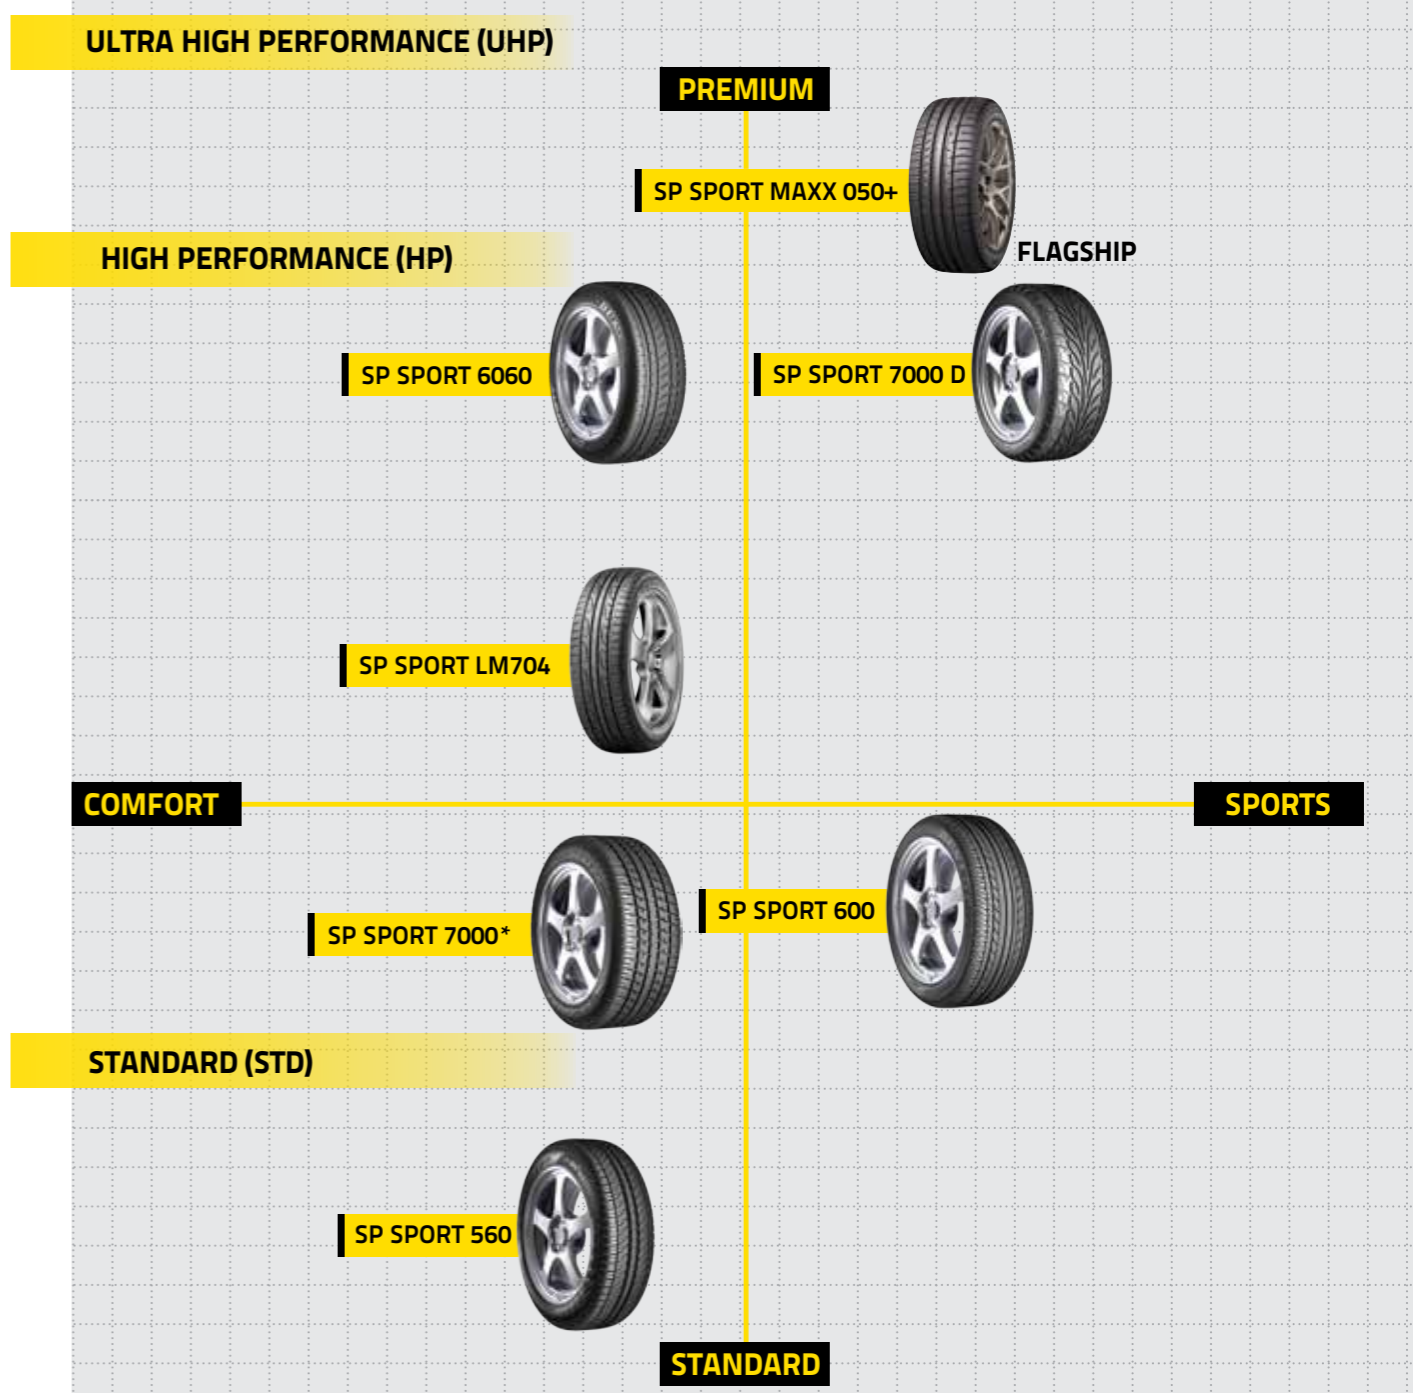 ULTRA HIGH PERFORMANCE (UHP)
PREMIUM
SP SPORT MAXX 050+
FLAGSHIP
HIGH PERFORMANCE (HP)
SP SPORT 6060
SP SPORT 7000 D
SP SPORT LM704
COMFORT
SPORTS
SP SPORT 7000*
SP SPORT 600
STANDARD (STD)
SP SPORT 560
STANDARD